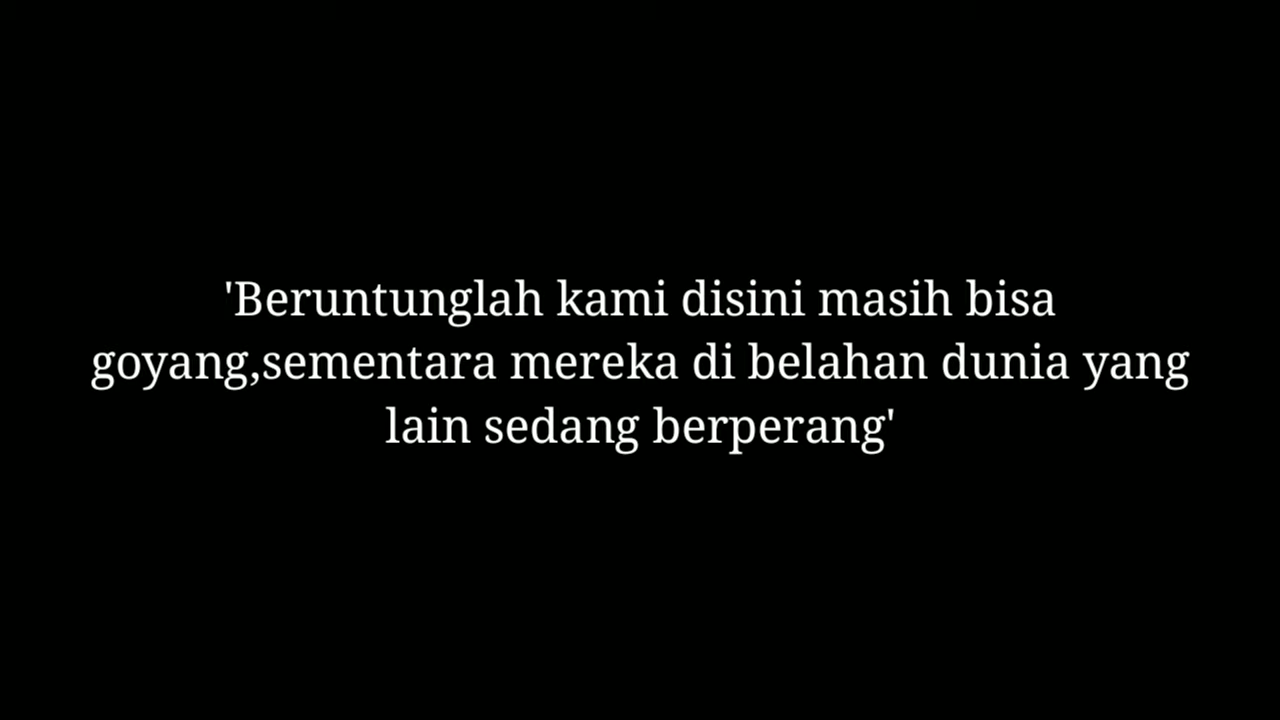 'Beruntunglah kami disini masih bisa
goyang,sementara mereka di belahan dunia yang
lain sedang berperang'